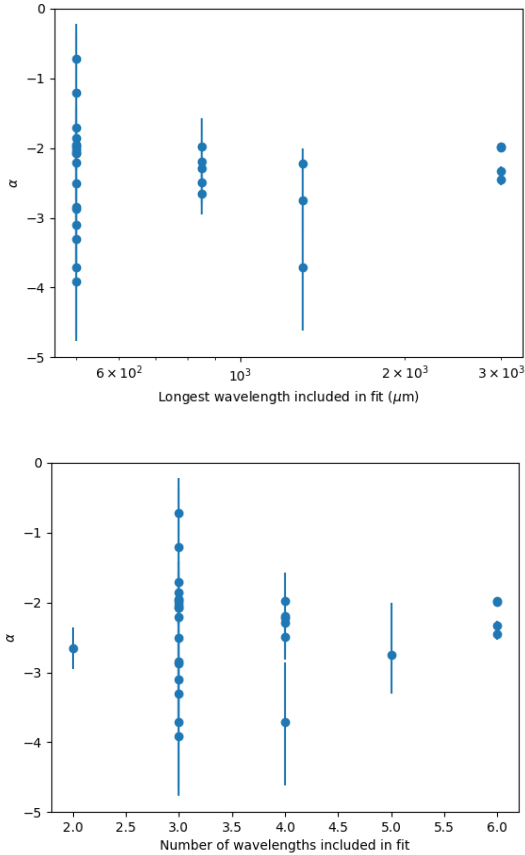 0
−1
−2
−3
−4
−5
α
6 × 10²
10³
2 × 10³
3 × 10³
Longest wavelength included in fit (μm)
0
−1
−2
−3
−4
−5
α
2.0 2.5 3.0 3.5 4.0 4.5 5.0 5.5 6.0
Number of wavelengths included in fit